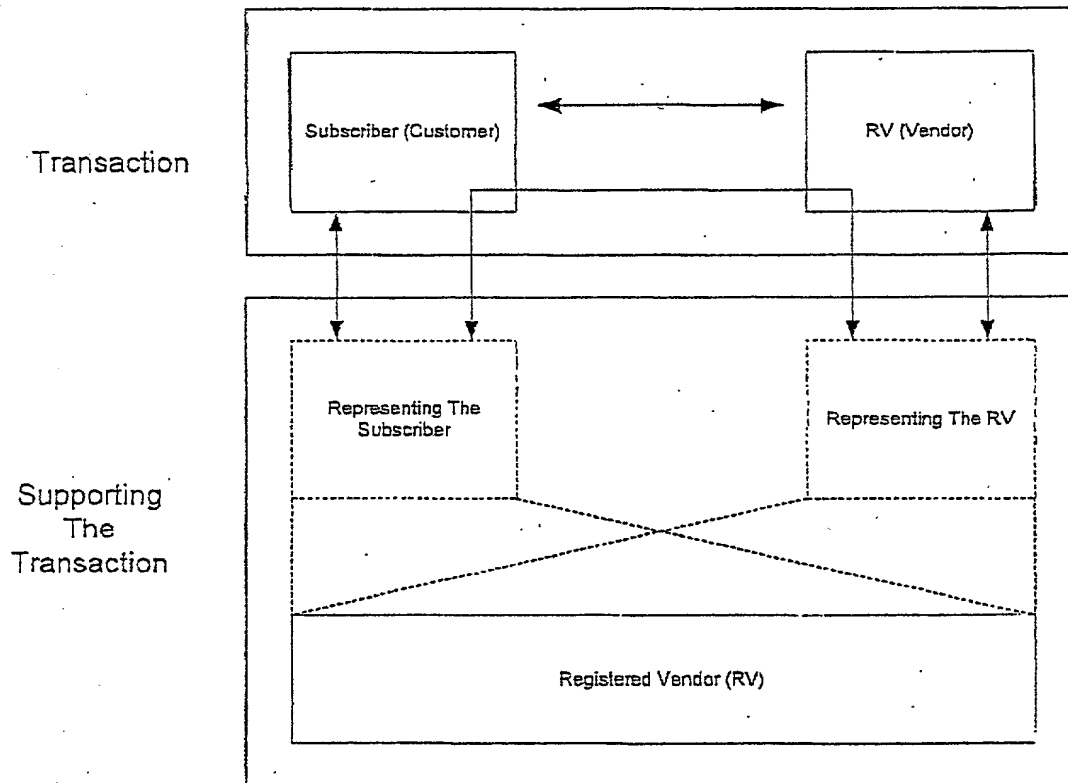 Subscriber (Customer)
RV (Vendor)
Transaction
Representing The
Subscriber
Representing The RV
Supporting
The
Transaction
Registered Vendor (RV)